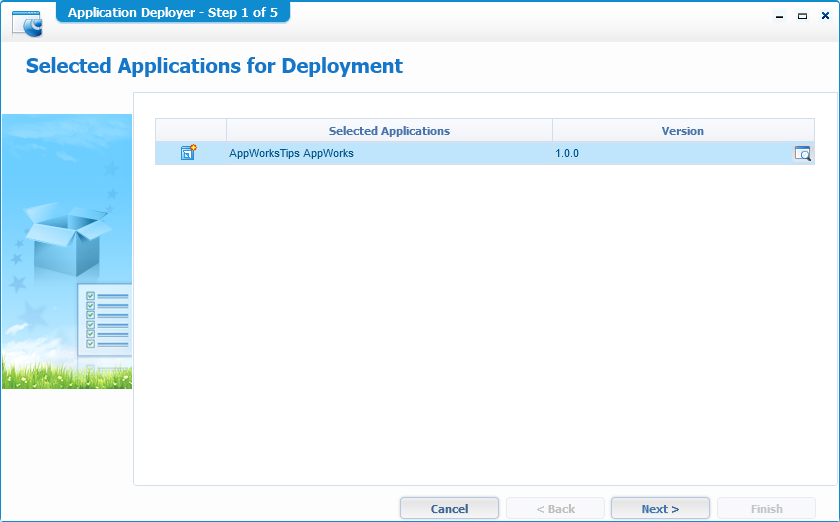 Application Deployer - Step 1 of 5
Selected Applications for Deployment
Selected Applications Version
AppWorksTips AppWorks 1.0.0
Cancel < Back Next > Finish